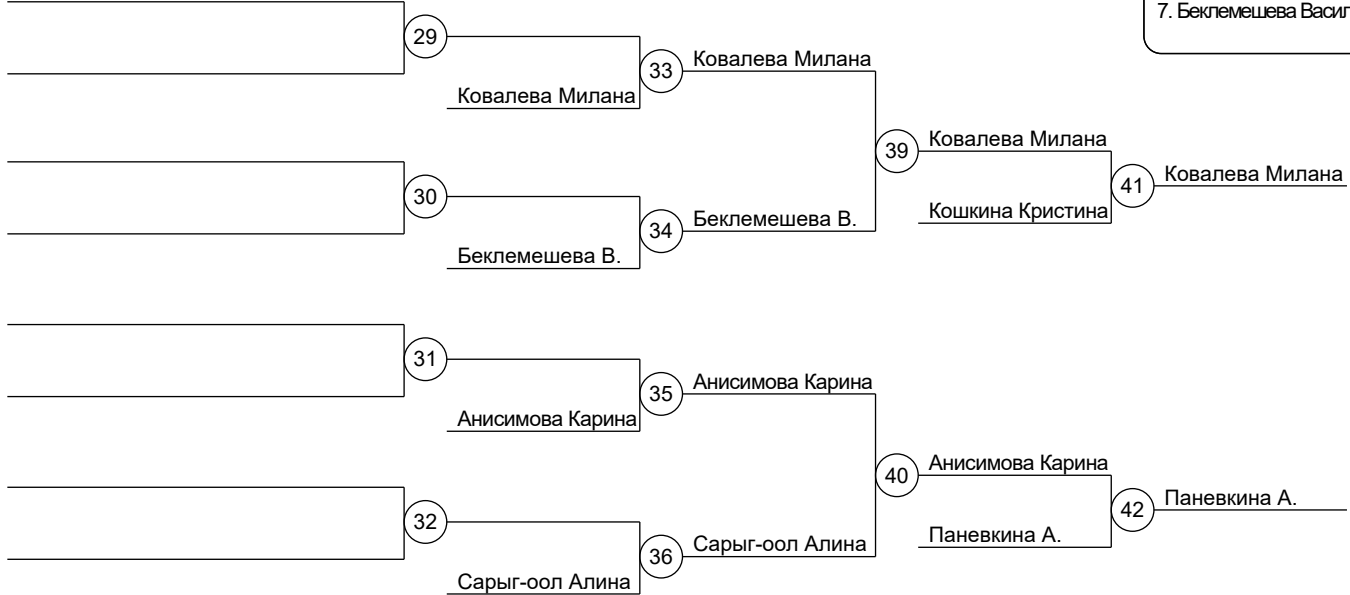 7. Беклемешева Васил
29
33
Ковалева Милана
Ковалева Милана
39
Ковалева Милана
41
Ковалева Милана
30
Кошкина Кристина
34
Беклемешева В.
Беклемешева В.
31
35
Анисимова Карина
Анисимова Карина
40
Анисимова Карина
42
Паневкина А.
32
Паневкина А.
36
Сарыг-оол Алина
Сарыг-оол Алина